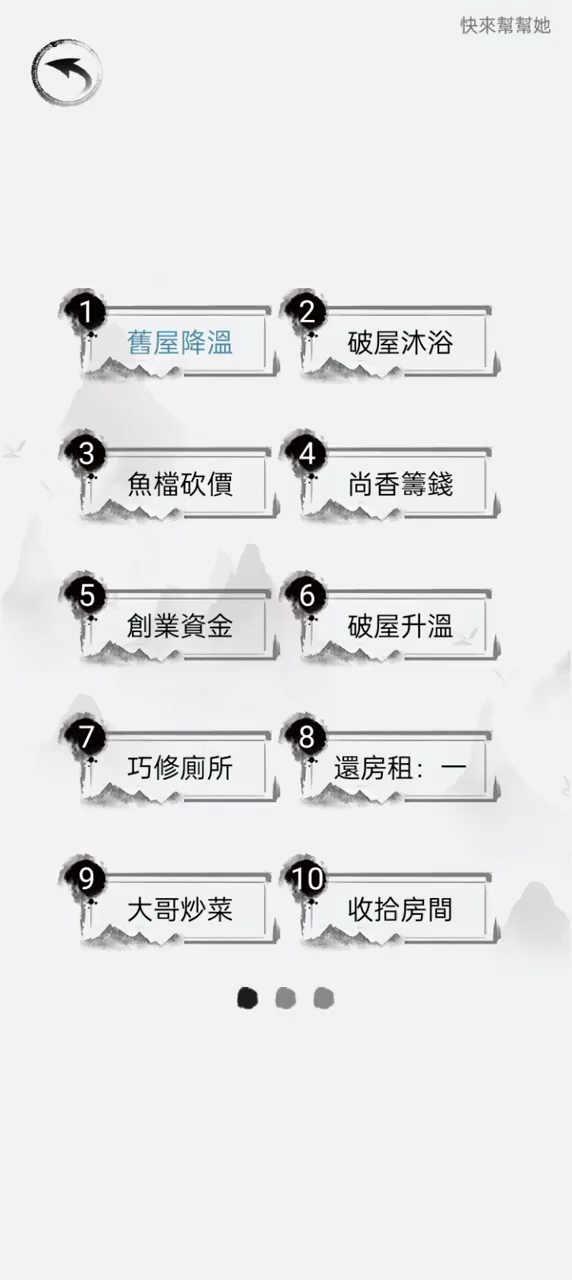 快來幫幫她
1
舊屋降溫
2
破屋沐浴
3
魚檔砍價
4
尚香籌錢
5
創業資金
6
破屋升溫
7
巧修廁所
8
還房租：一
9
大哥炒菜
10
收拾房間